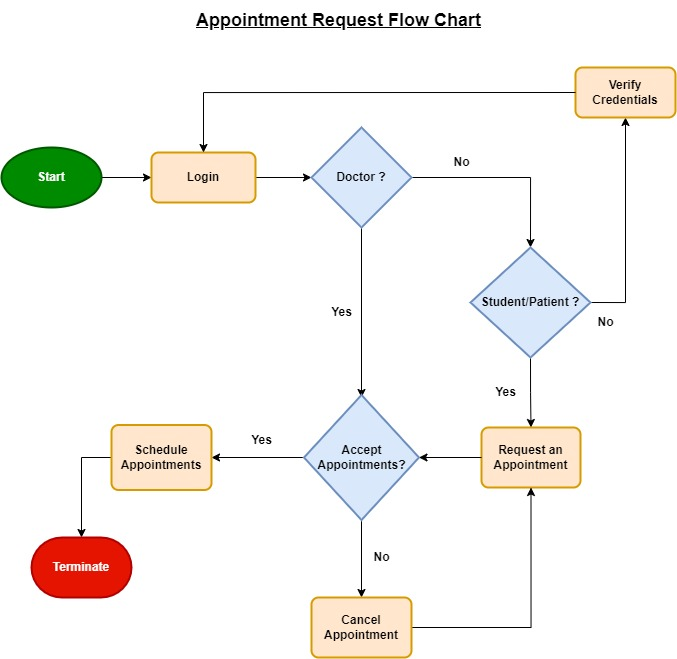 Appointment Request Flow Chart
Verify
Credentials
Start
Login
Doctor ?
No
Student/Patient ?
No
Yes
Yes
Schedule
Appointments
Yes
Accept
Appointments?
Request an
Appointment
No
Terminate
Cancel
Appointment